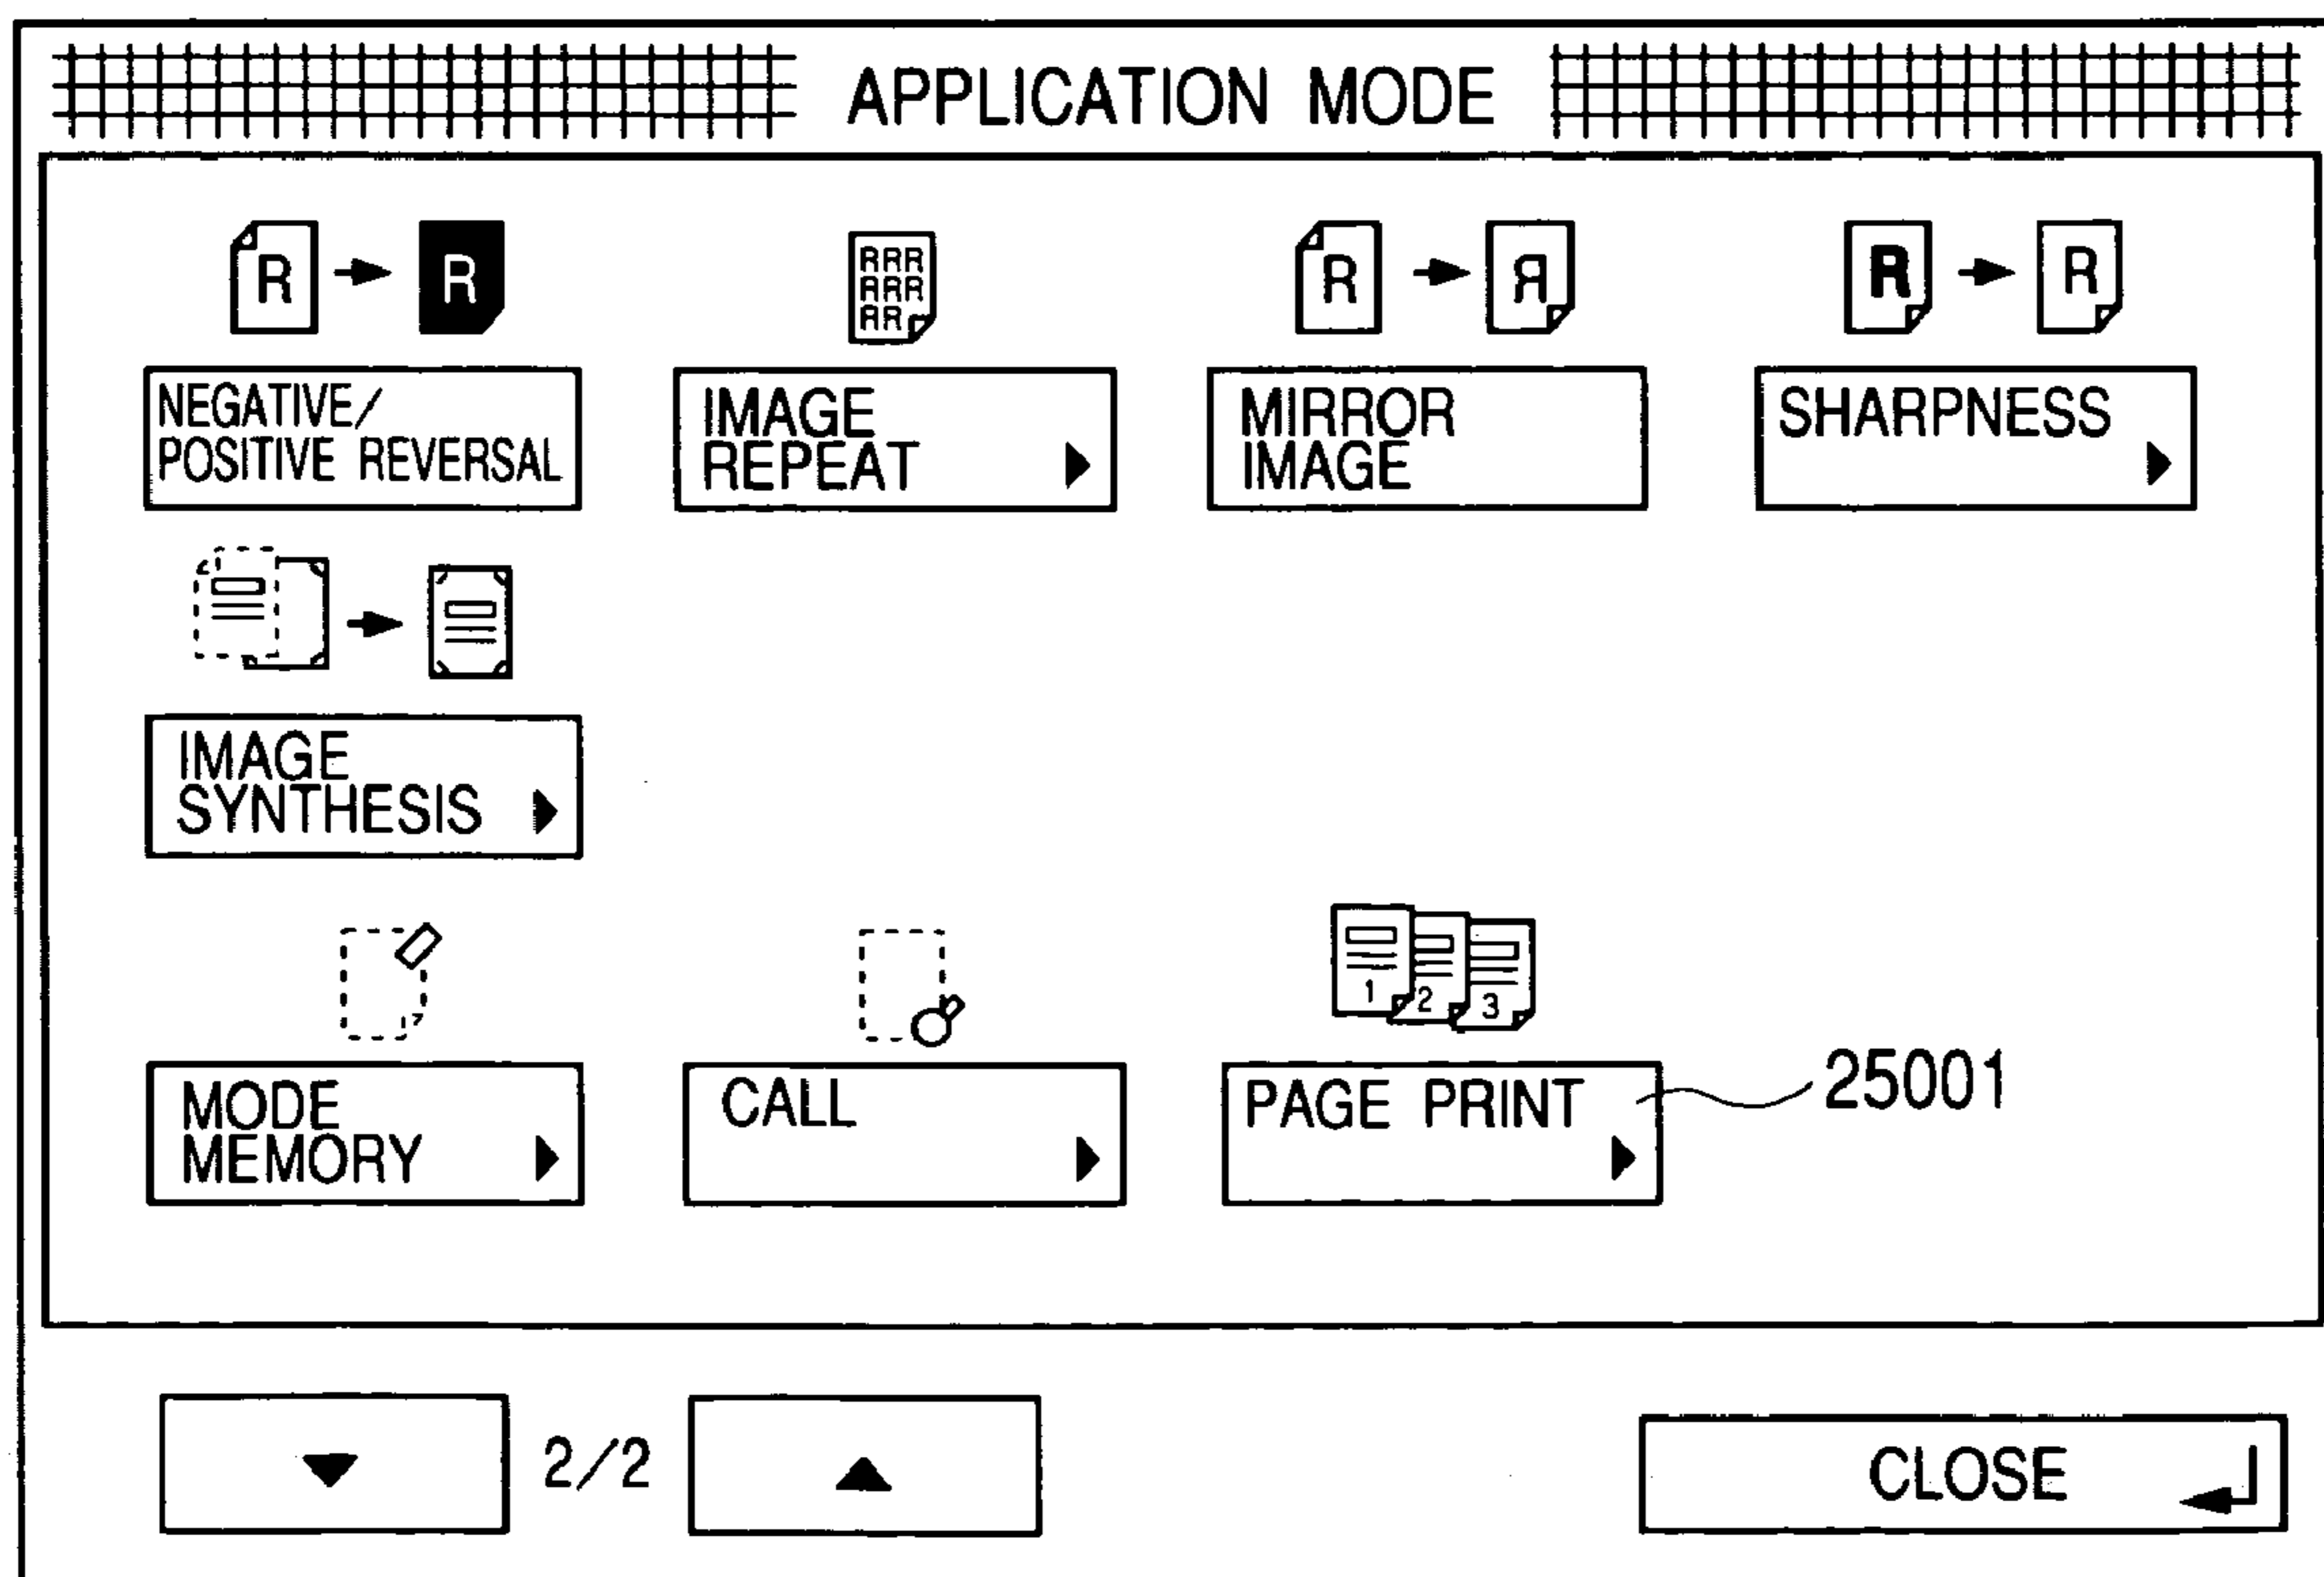 APPLICATION MODE
R R
RRR
RRR
RR
R Я
R R
NEGATIVE/
POSITIVE REVERSAL
IMAGE
REPEAT
MIRROR
IMAGE
SHARPNESS
IMAGE
SYNTHESIS
1 2 3
MODE
MEMORY
CALL
PAGE PRINT
25001
2/2
CLOSE